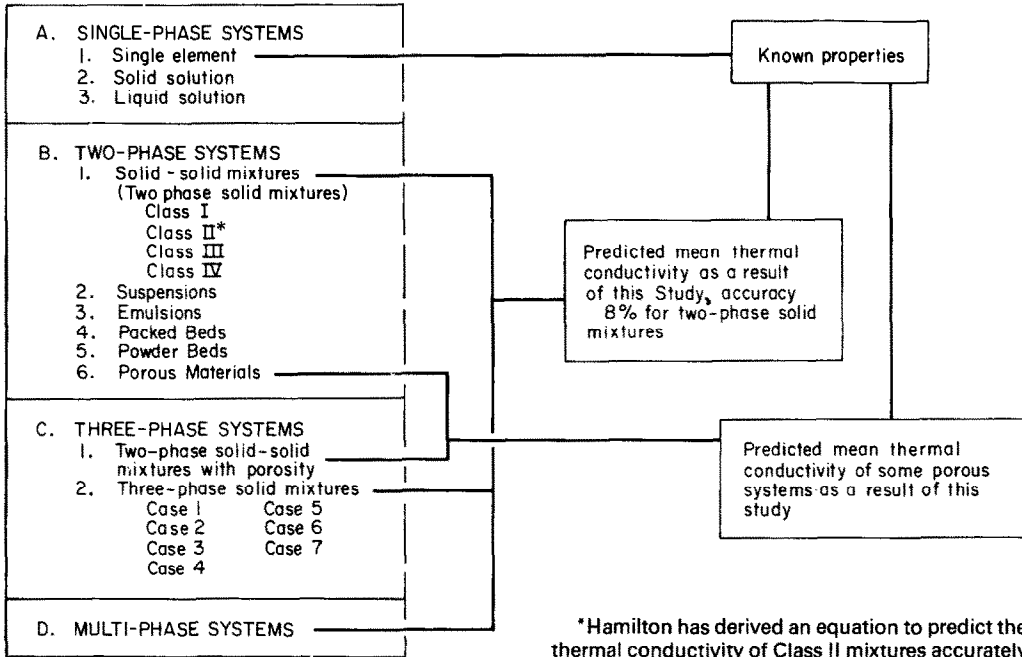 A. SINGLE-PHASE SYSTEMS
1. Single element
2. Solid solution
3. Liquid solution
B. TWO-PHASE SYSTEMS
1. Solid-solid mixtures
(Two phase solid mixtures)
Class I
Class II*
Class III
Class IV
2. Suspensions
3. Emulsions
4. Packed Beds
5. Powder Beds
6. Porous Materials
C. THREE-PHASE SYSTEMS
1. Two-phase solid-solid
mixtures with porosity
2. Three-phase solid mixtures
Case 1 Case 5
Case 2 Case 6
Case 3 Case 7
Case 4
D. MULTI-PHASE SYSTEMS
Known properties
Predicted mean thermal
conductivity as a result
of this Study, accuracy
8% for two-phase solid
mixtures
Predicted mean thermal
conductivity of some porous
systems as a result of this
study
*Hamilton has derived an equation to predict the
thermal conductivity of Class II mixtures accurately